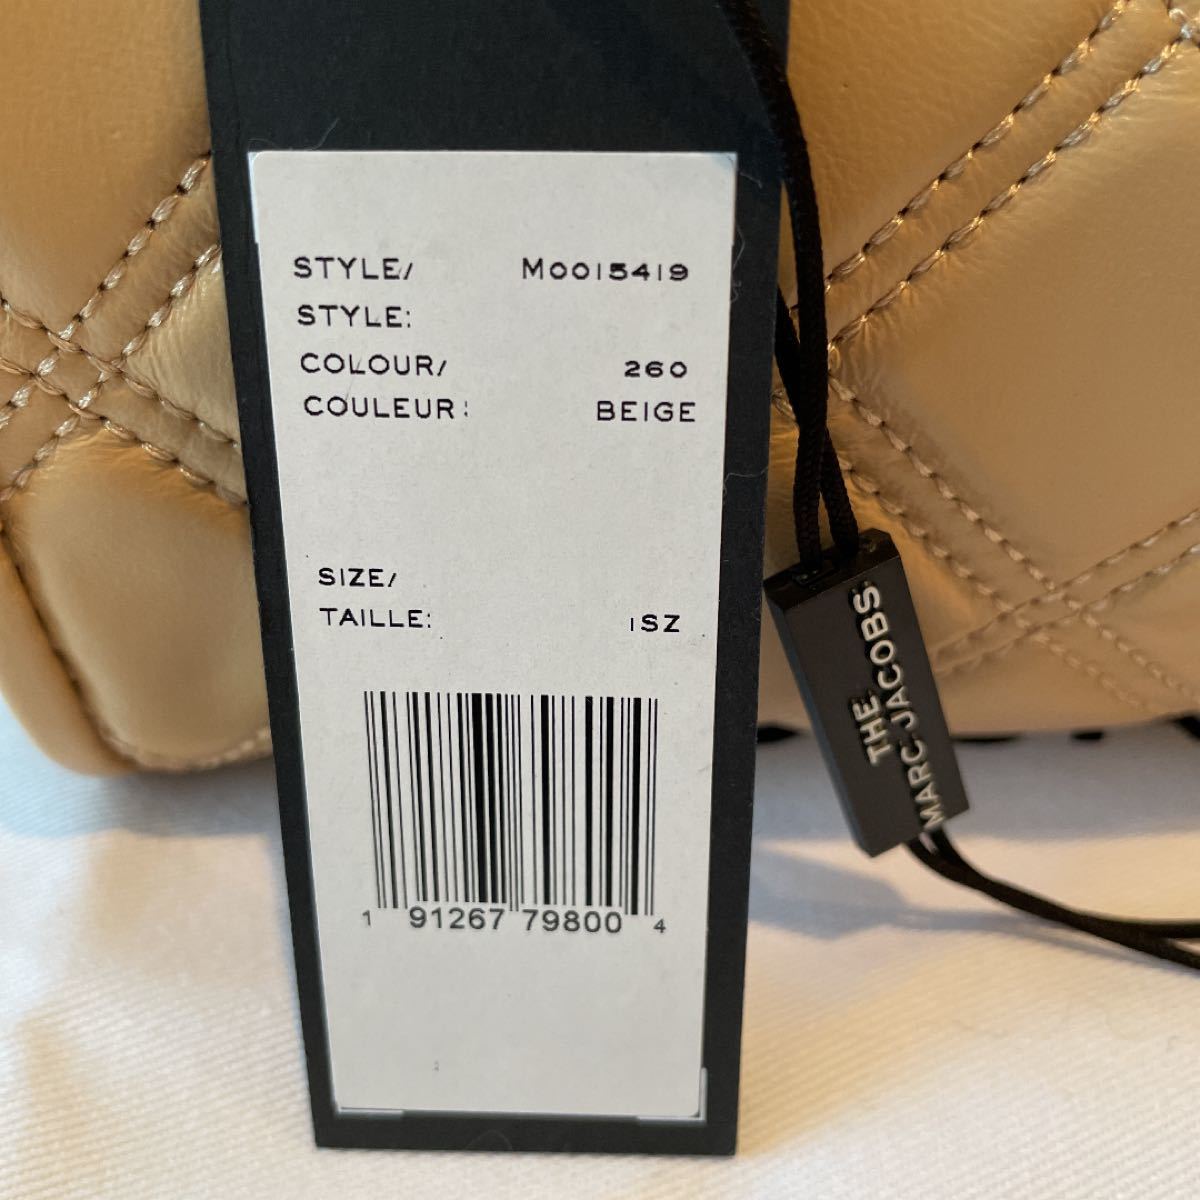 STYLE/ M0015419
STYLE:
COLOUR/ 260
COULEUR: BEIGE
SIZE/
TAILLE: 1SZ
1 91267 79800 4
THE
MARC JACOBS